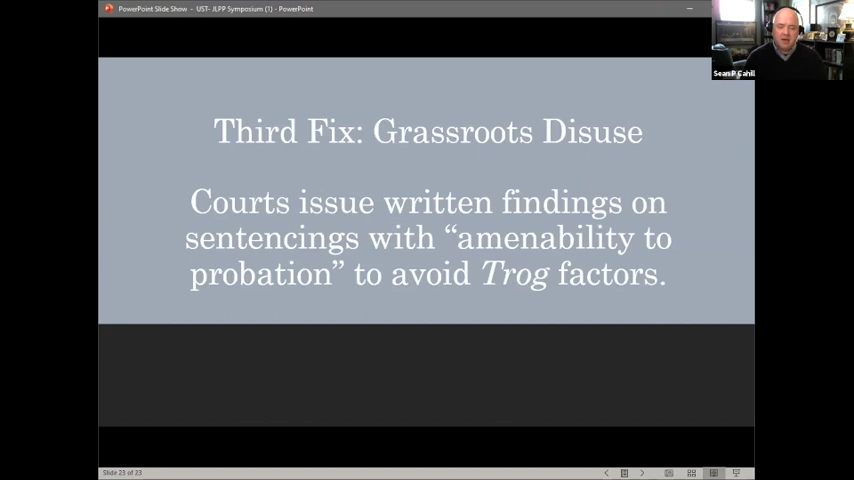 PowerPoint Slide Show - UST- JLPP Symposium (1) - PowerPoint
Sean P Cahill
Third Fix: Grassroots Disuse
Courts issue written findings on
sentencings with “amenability to
probation” to avoid Trog factors.
Slide 23 of 23